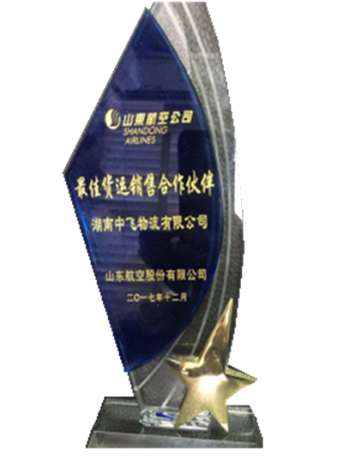 山東航空公司
SHANDONG
AIRLINES
最佳货运销售合作伙伴
湖南中飞物流有限公司
山东航空股份有限公司
二〇一七年十二月